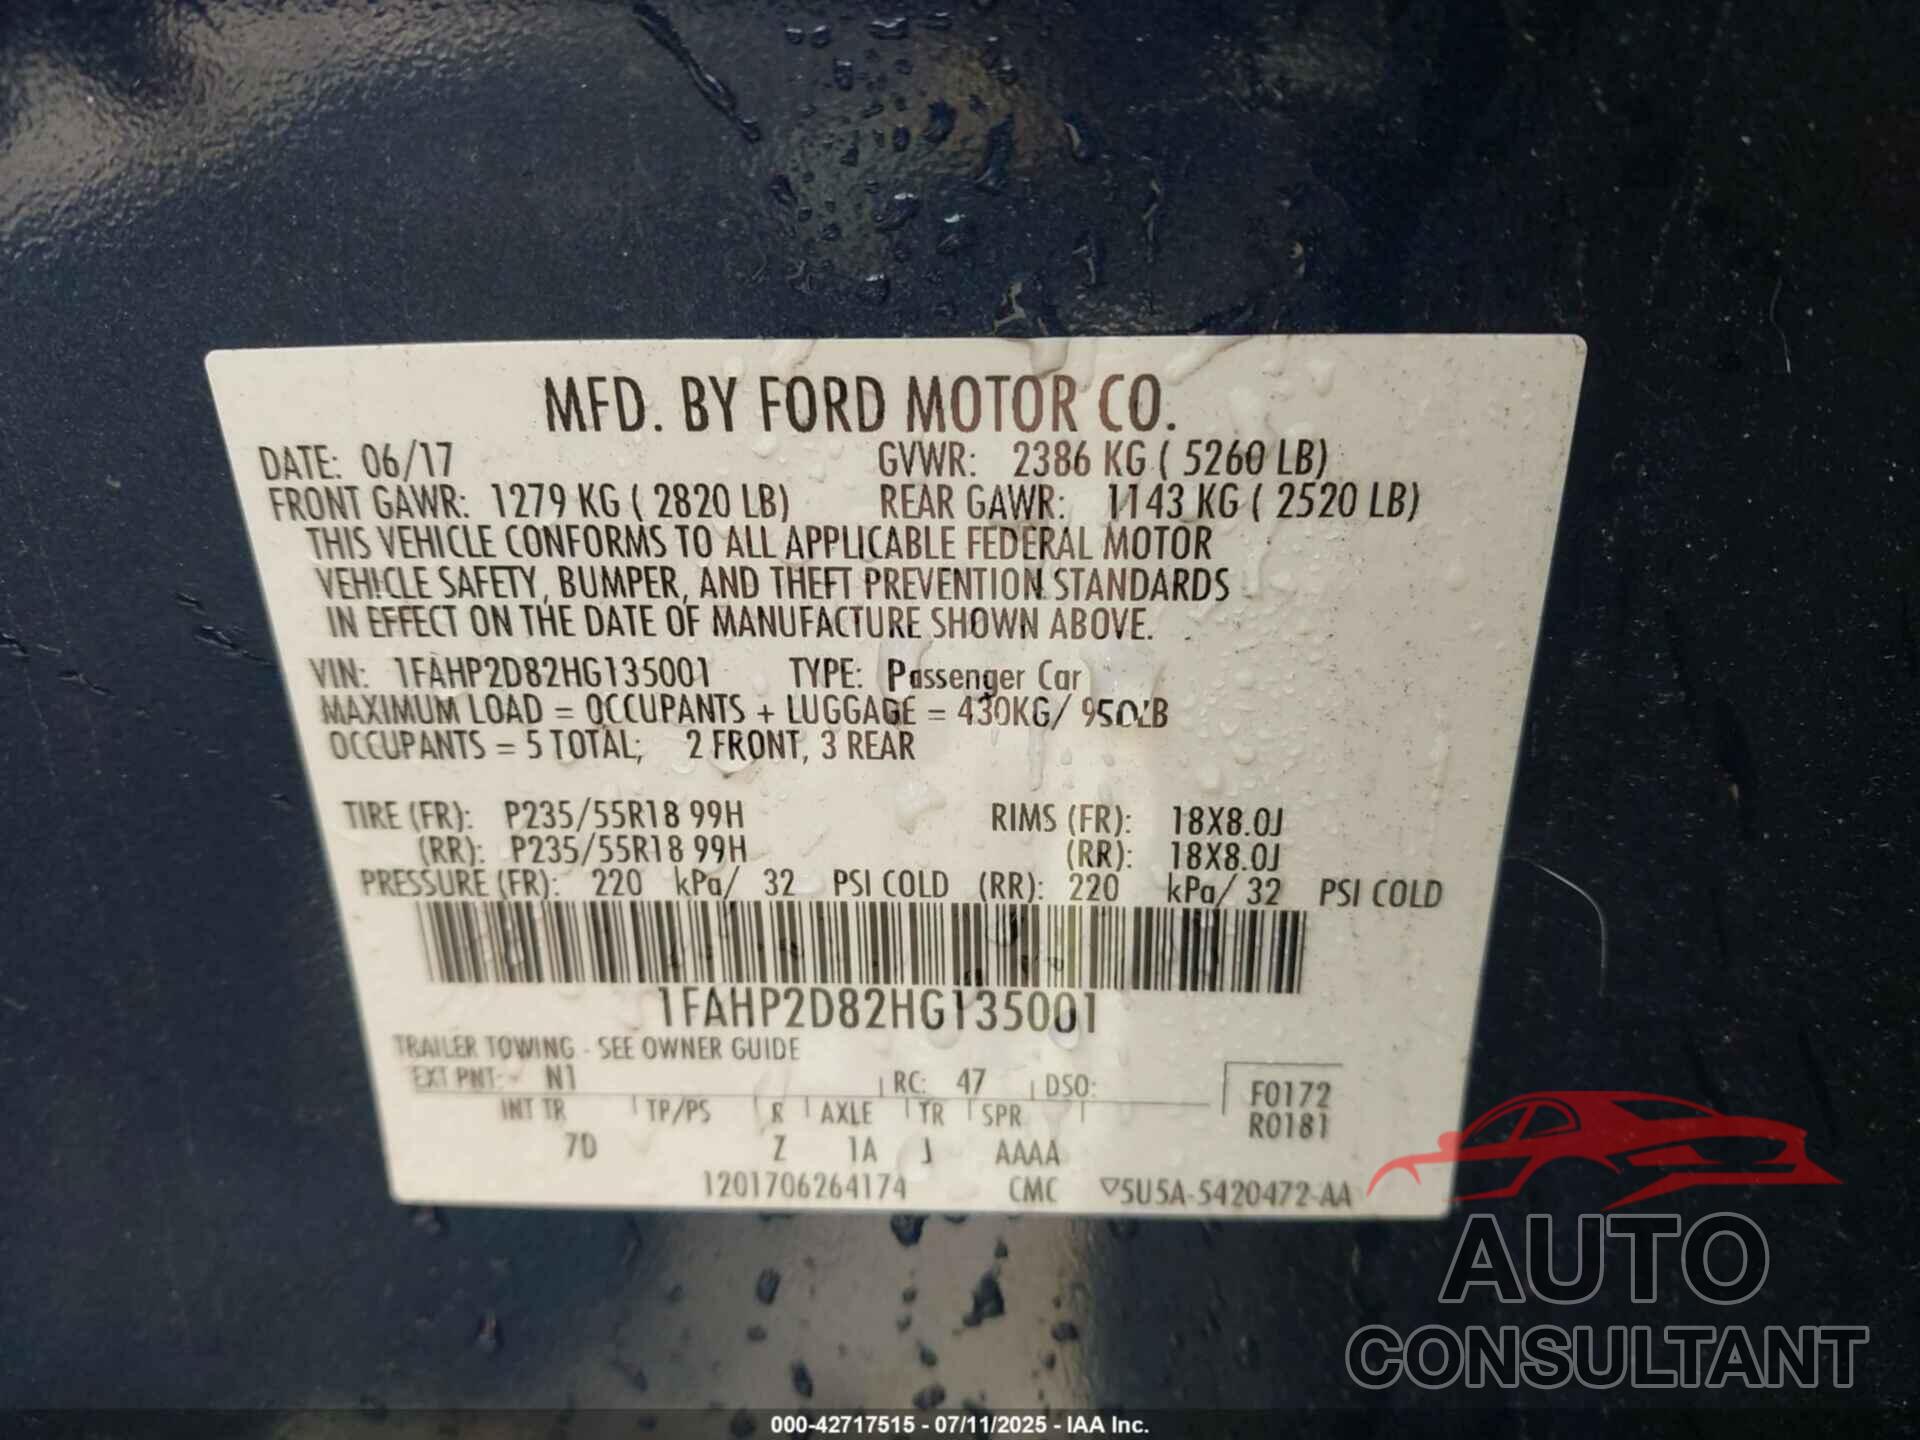 MFD. BY FORD MOTOR CO.
DATE: 06/17 GVWR: 2386 KG ( 5260 LB)
FRONT GAWR: 1279 KG ( 2820 LB) REAR GAWR: 1143 KG ( 2520 LB)
THIS VEHICLE CONFORMS TO ALL APPLICABLE FEDERAL MOTOR
VEHICLE SAFETY, BUMPER, AND THEFT PREVENTION STANDARDS
IN EFFECT ON THE DATE OF MANUFACTURE SHOWN ABOVE.
VIN: 1FAHP2D82HG135001 TYPE: Passenger Car
MAXIMUM LOAD = OCCUPANTS + LUGGAGE = 430KG/ 950LB
OCCUPANTS = 5 TOTAL; 2 FRONT, 3 REAR
TIRE (FR): P235/55R18 99H RIMS (FR): 18X8.0J
(RR): P235/55R18 99H (RR): 18X8.0J
PRESSURE (FR): 220 kPa/ 32 PSI COLD (RR): 220 kPa/ 32 PSI COLD
1FAHP2D82HG135001
TRAILER TOWING - SEE OWNER GUIDE
EXT PNT: N1 RC: 47 DSO: F0172
INT TR TP/PS R AXLE TR SPR R0181
7D Z 1A J AAAA
1201706264174 CMC ▽5U5A-5420472-AA
AUTO
CONSULTANT
000-42717515 - 07/11/2025 - IAA Inc.